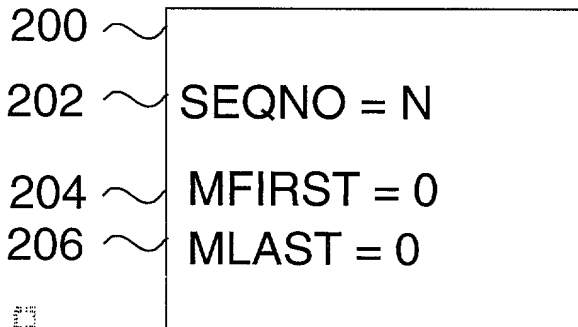 200
202 SEQNO = N
204 MFIRST = 0
206 MLAST = 0